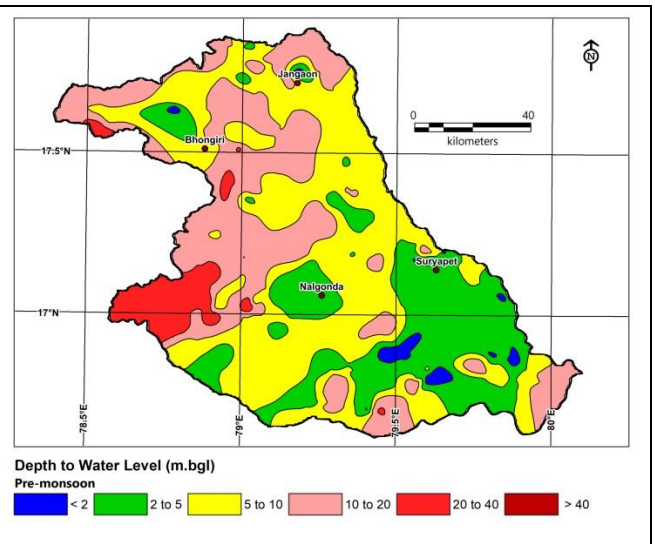 N
Jangaon
0 40
kilometers
Bhongiri
17.5°N
Suryapet
Nalgonda
17°N
78.5°E 79°E 79.5°E 80°E
Depth to Water Level (m.bgl)
Pre-monsoon
< 2 2 to 5 5 to 10 10 to 20 20 to 40 > 40